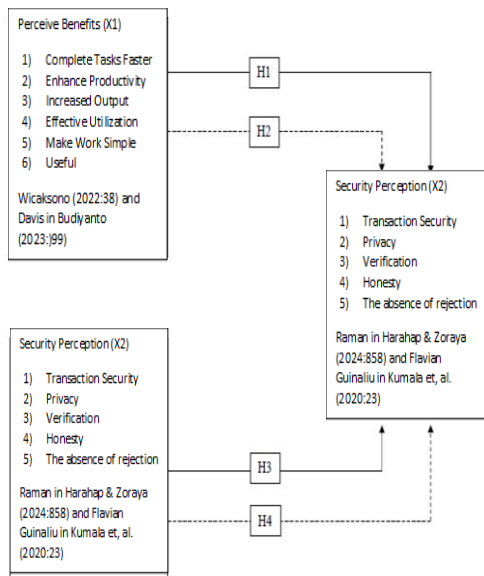 Perceive Benefits (X1)
1) Complete Tasks Faster
2) Enhance Productivity
3) Increased Output
4) Effective Utilization
5) Make Work Simple
6) Useful
Wicaksono (2022:38) and
Davis in Budiyanto
(2023:)99)
H1
H2
Security Perception (X2)
1) Transaction Security
2) Privacy
3) Verification
4) Honesty
5) The absence of rejection
Raman in Harahap & Zoraya
(2024:858) and Flavian
Guinaliu in Kumala et, al.
(2020:23)
Security Perception (X2)
1) Transaction Security
2) Privacy
3) Verification
4) Honesty
5) The absence of rejection
Raman in Harahap & Zoraya
(2024:858) and Flavian
Guinaliu in Kumala et, al.
(2020:23)
H3
H4